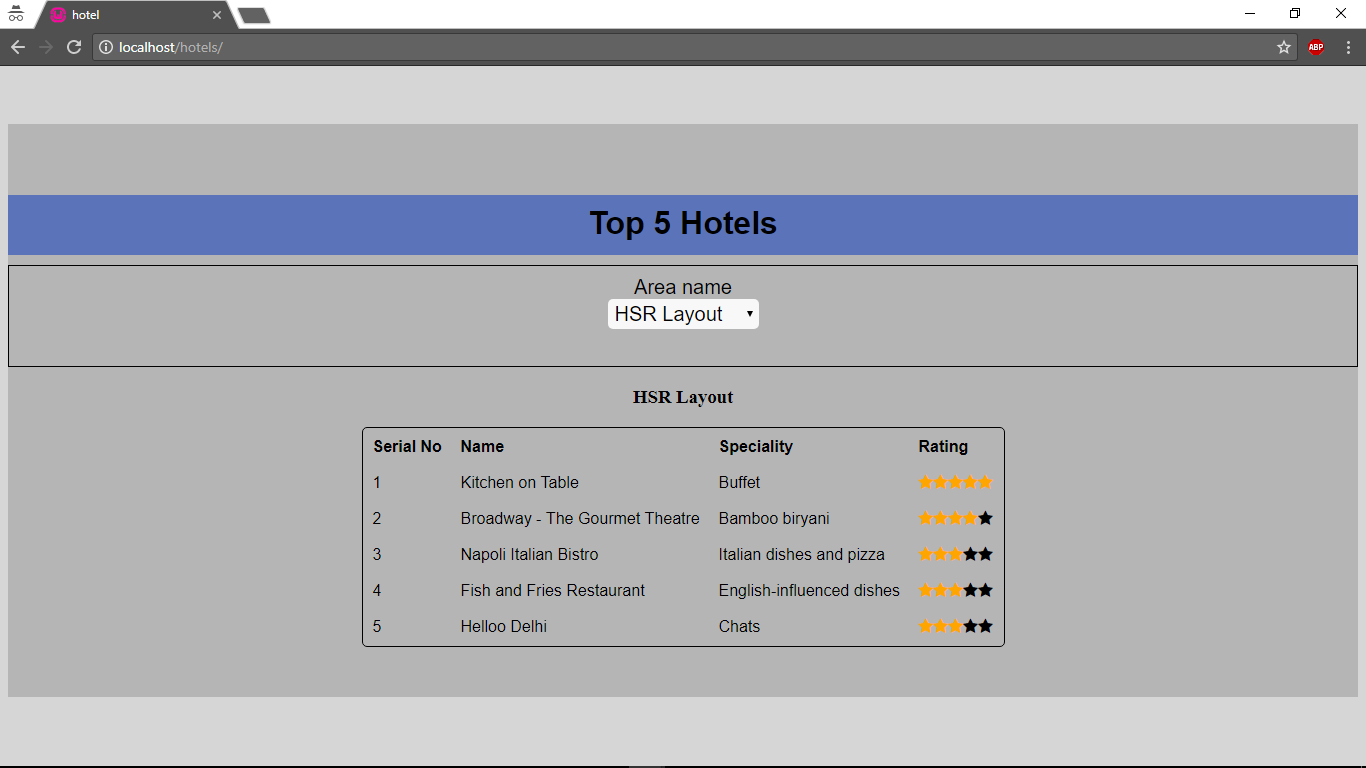 hotel
localhost/hotels/
ABP
Top 5 Hotels
Area name
HSR Layout
HSR Layout
Serial No Name Speciality Rating
1 Kitchen on Table Buffet
2 Broadway - The Gourmet Theatre Bamboo biryani
3 Napoli Italian Bistro Italian dishes and pizza
4 Fish and Fries Restaurant English-influenced dishes
5 Helloo Delhi Chats